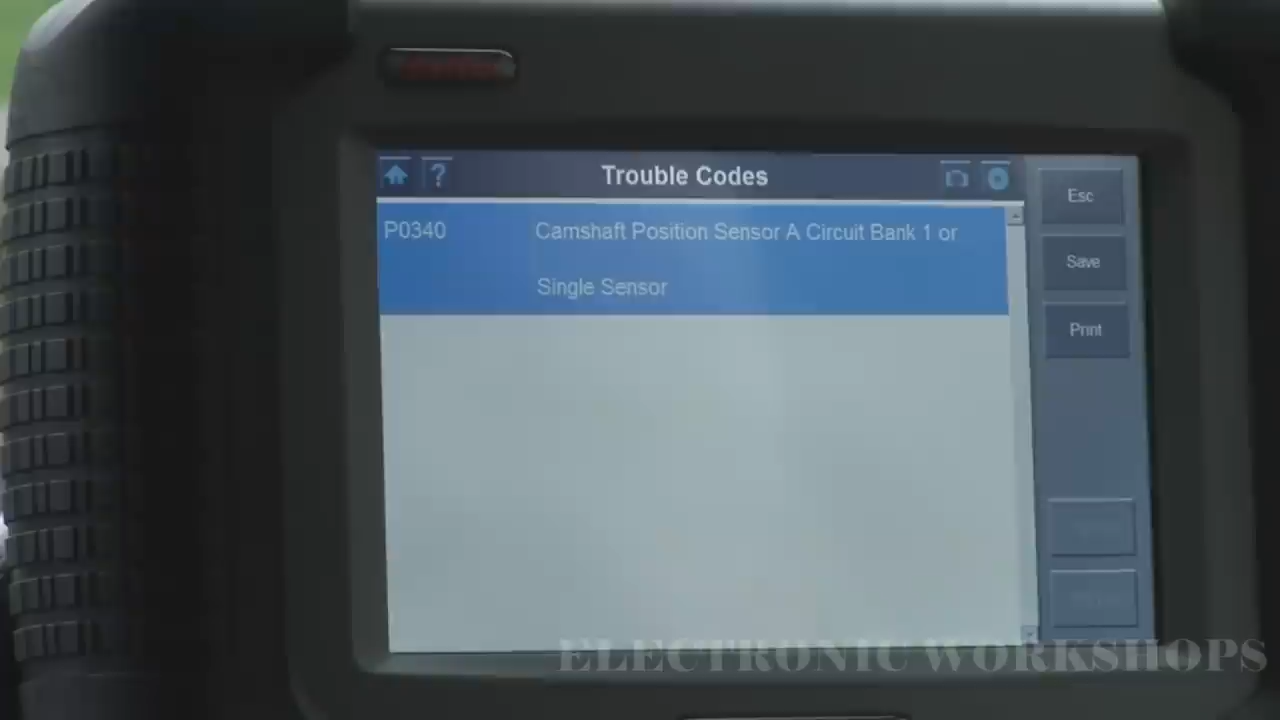 Trouble Codes
Esc
P0340 Camshaft Position Sensor A Circuit Bank 1 or
Single Sensor
Save
Print
ELECTRONIC WORKSHOPS